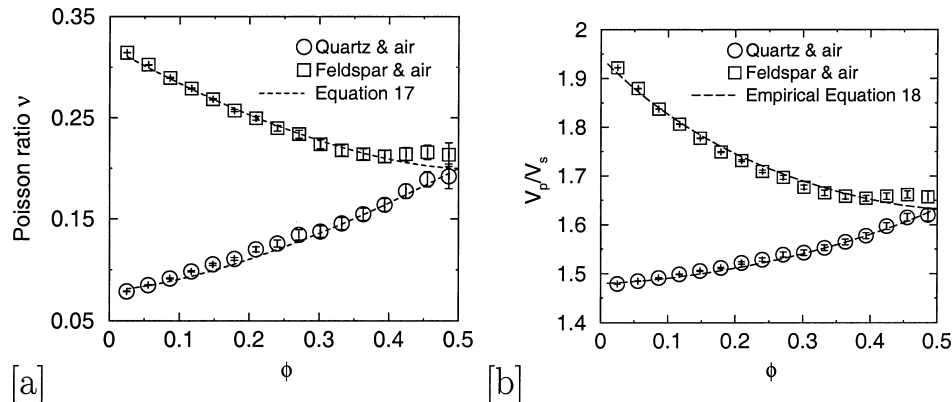 0.35
0.25
0.15
0.05
Poisson ratio ν
Quartz & air
Feldspar & air
Equation 17
0 0.1 0.2 0.3 0.4 0.5
ϕ
[a]
2
1.9
1.8
1.7
1.6
1.5
1.4
Vp/Vs
Quartz & air
Feldspar & air
Empirical Equation 18
0 0.1 0.2 0.3 0.4 0.5
ϕ
[b]